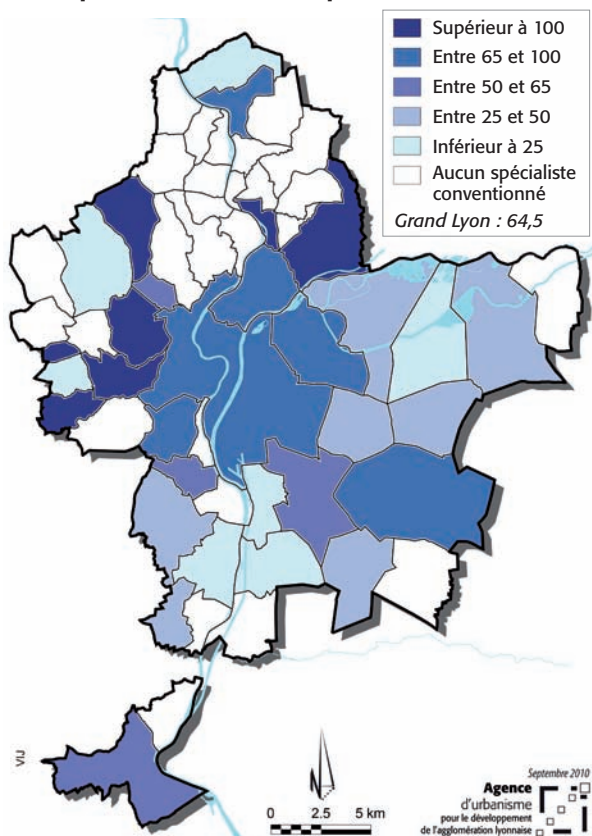 Supérieur à 100
Entre 65 et 100
Entre 50 et 65
Entre 25 et 50
Inférieur à 25
Aucun spécialiste
conventionné
Grand Lyon : 64,5
VIJ
0 2.5 5 km
Septembre 2010
Agence
d'urbanisme
pour le développement
de l'agglomération lyonnaise